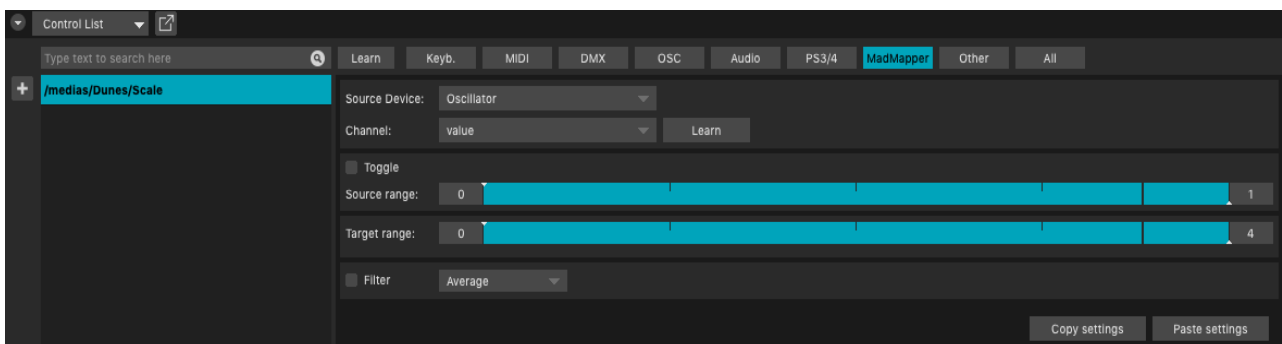 Control List
Type text to search here
Learn Keyb. MIDI DMX OSC Audio PS3/4 MadMapper Other All
/medias/Dunes/Scale
Source Device: Oscillator
Channel: value Learn
Toggle
Source range: 0 1
Target range: 0 4
Filter Average
Copy settings Paste settings